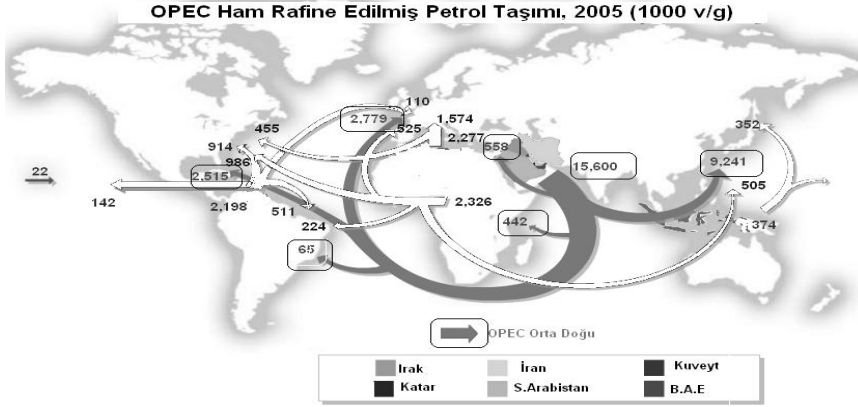 OPEC Ham Rafine Edilmiş Petrol Taşımı, 2005 (1000 v/g)
110
2,779
1,574
455
525
352
914
2,277
558
986
15,600
9,241
22
2,515
505
142
2,198
511
2,326
224
442
374
65
OPEC Orta Doğu
Irak
İran
Kuveyt
Katar
S.Arabistan
B.A.E